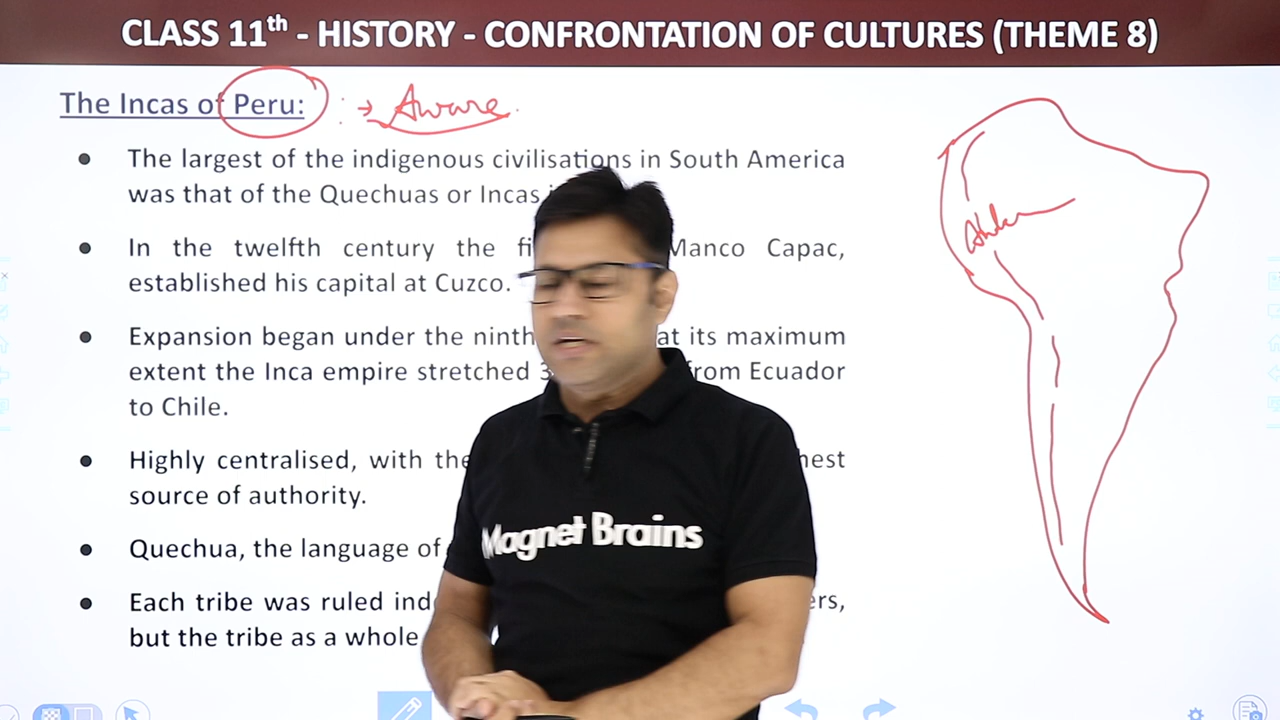 CLASS 11th - HISTORY - CONFRONTATION OF CULTURES (THEME 8)
The Incas of Peru: :→ Aware
● The largest of the indigenous civilisations in South America
was that of the Quechuas or Incas
● In the twelfth century the Manco Capac,
established his capital at Cuzco.
● Expansion began under the ninth at its maximum
extent the Inca empire stretched 3 from Ecuador
to Chile.
● Highly centralised, with the
source of authority.
● Quechua, the language of
● Each tribe was ruled
but the tribe as a whole
Magnet Brains